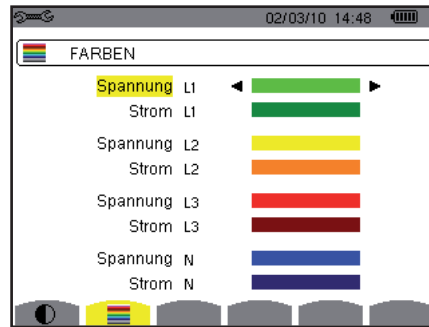 02/03/10 14:48
FARBEN
Spannung L1
Strom L1
Spannung L2
Strom L2
Spannung L3
Strom L3
Spannung N
Strom N